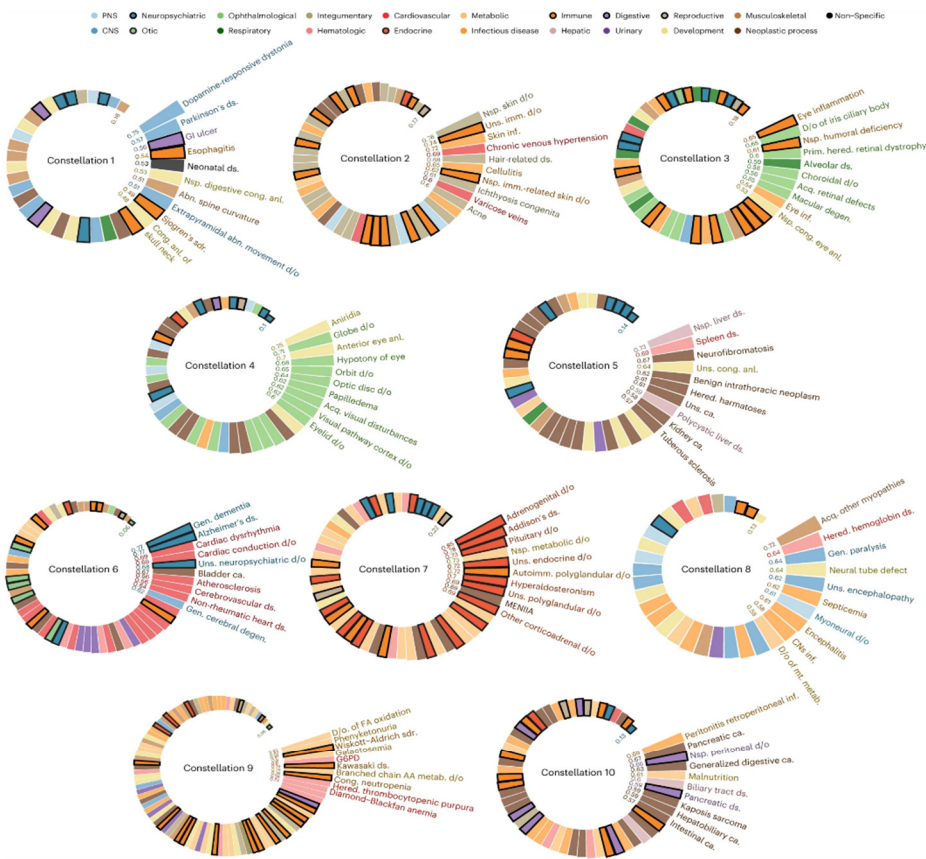 PNS
Neuropsychiatric
Ophthalmological
Integumentary
Cardiovascular
Metabolic
Immune
Digestive
Reproductive
Musculoskeletal
Non-Specific
CNS
Otic
Respiratory
Hematologic
Endocrine
Infectious disease
Hepatic
Urinary
Development
Neoplastic process
Constellation 1
Dopamine-responsive dystonia
Parkinson's ds.
GI ulcer
Esophagitis
Neonatal ds.
Nsp. digestive cong. anl.
Abn. spine curvature
Extrapyramidal abn. movement d/o
Sjogren's sdr.
Cong. anl. of
skull neck
Constellation 2
0.17
Nsp. skin d/o
Uns. imm. d/o
Skin inf.
Chronic venous hypertension
Hair-related ds.
Cellulitis
Nsp. imm.-related skin d/o
Ichthyosis congenita
Varicose veins
Acne
Constellation 3
Eye inflammation
D/o of iris ciliary body
Nsp. humoral deficiency
Prim. hered. retinal dystrophy
Alveolar ds.
Choroidal d/o
Acq. retinal defects
Macular degen.
Eye inf.
Nsp. cong. eye anl.
Constellation 4
Aniridia
Globe d/o
Anterior eye anl.
Hypotony of eye
Orbit d/o
Optic disc d/o
Papilledema
Acq. visual disturbances
Visual pathway cortex d/o
Eyelid d/o
Constellation 5
Nsp. liver ds.
Spleen ds.
Neurofibromatosis
Uns. cong. anl.
Benign intrathoracic neoplasm
Hered. harmatoses
Uns. ca.
Polycystic liver ds.
Kidney ca.
Tuberous sclerosis
Constellation 6
Gen. dementia
Alzheimer's ds.
Cardiac dysrhythmia
Cardiac conduction d/o
Uns. neuropsychiatric d/o
Bladder ca.
Atherosclerosis
Cerebrovascular ds.
Non-rheumatic heart ds.
Gen. cerebral degen.
Constellation 7
Adrenogenital d/o
Addison's ds.
Pituitary d/o
Nsp. metabolic d/o
Uns. endocrine d/o
Autoimm. polyglandular d/o
Hyperaldosteronism
Uns. polyglandular d/o
MENIIA
Other corticoadrenal d/o
Constellation 8
Acq. other myopathies
Hered. hemoglobin ds.
Gen. paralysis
Neural tube defect
Uns. encephalopathy
Septicemia
Myoneural d/o
Encephalitis
CNs inf.
D/o of mt. metab.
Constellation 9
D/o. of FA oxidation
Phenylketonuria
Wiskott-Aldrich sdr.
Galactosemia
G6PD
Kawasaki ds.
Branched chain AA metab. d/o
Cong. neutropenia
Hered. thrombocytopenic purpura
Diamond-Blackfan anemia
Constellation 10
Peritonitis retroperitoneal inf.
Pancreatic ca.
Nsp. peritoneal d/o
Generalized digestive ca.
Malnutrition
Biliary tract ds.
Pancreatic ds.
Kaposis sarcoma
Hepatobiliary ca.
Intestinal ca.